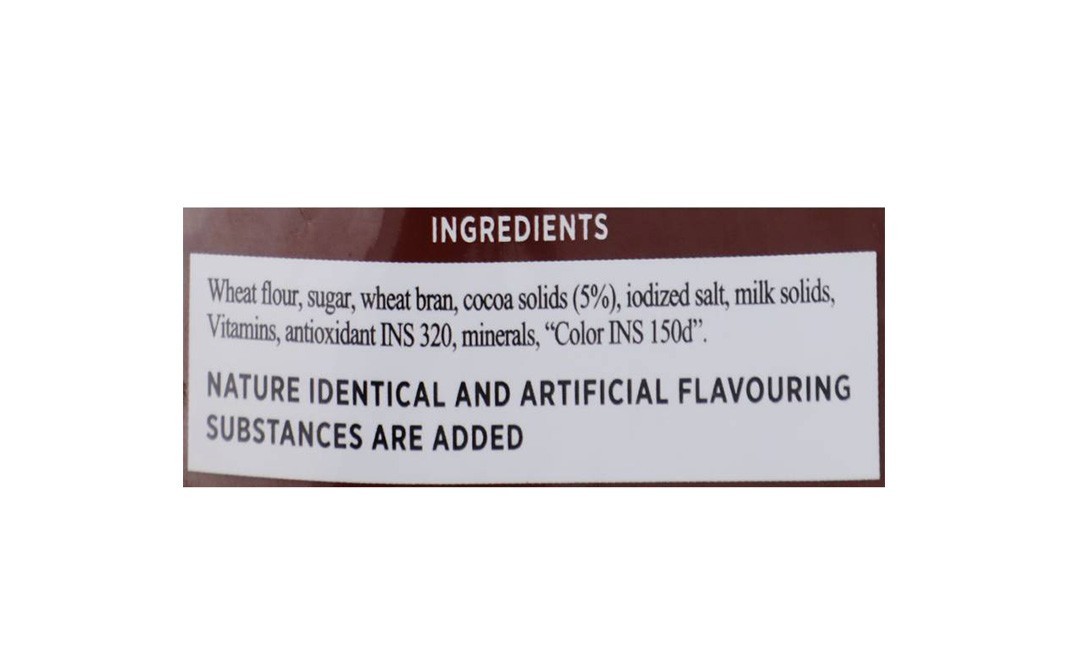 INGREDIENTS
Wheat flour, sugar, wheat bran, cocoa solids (5%), iodized salt, milk solids,
Vitamins, antioxidant INS 320, minerals, “Color INS 150d”.
NATURE IDENTICAL AND ARTIFICIAL FLAVOURING
SUBSTANCES ARE ADDED